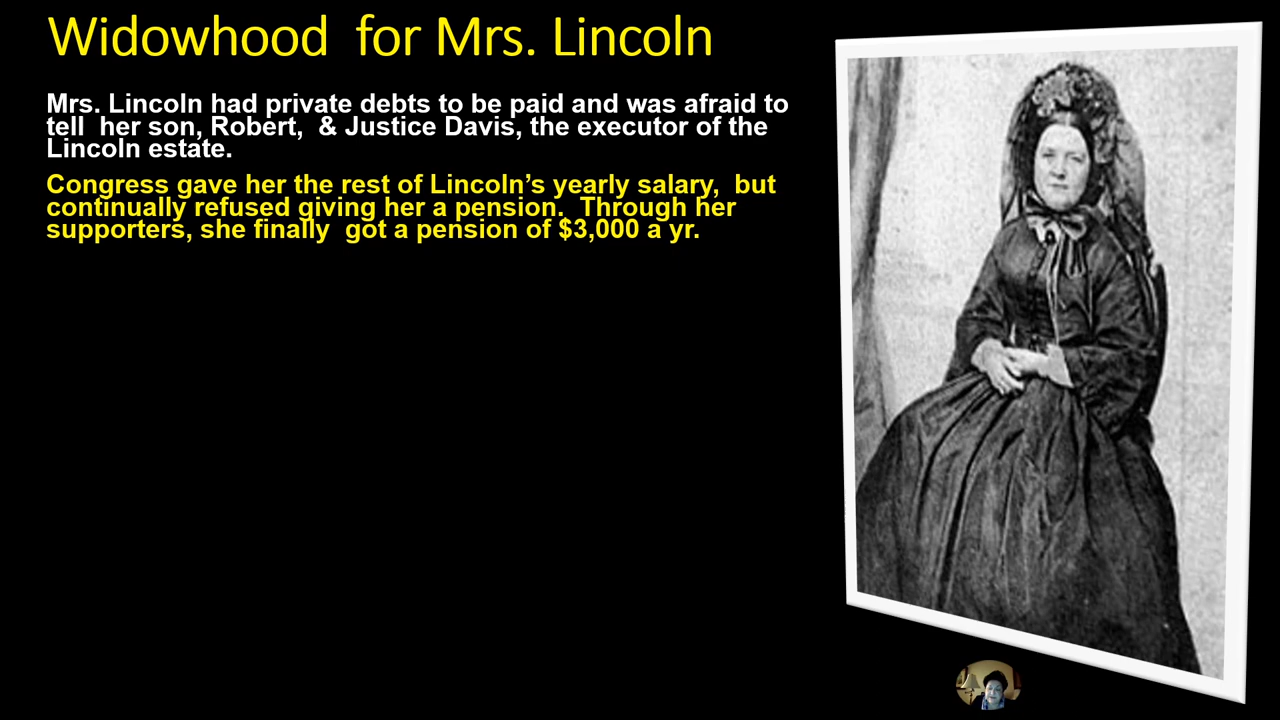 Widowhood for Mrs. Lincoln
Mrs. Lincoln had private debts to be paid and was afraid to
tell her son, Robert, & Justice Davis, the executor of the
Lincoln estate.
Congress gave her the rest of Lincoln’s yearly salary, but
continually refused giving her a pension. Through her
supporters, she finally got a pension of $3,000 a yr.